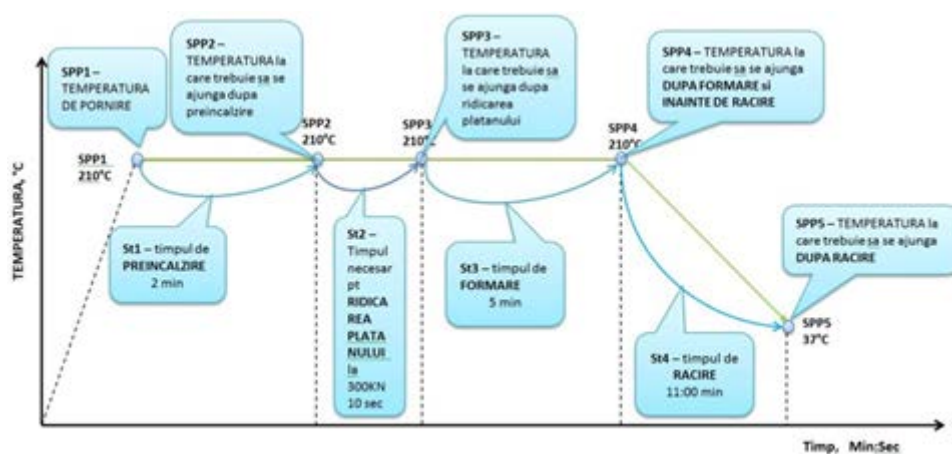 SPP1 –
TEMPERATURA
DE PORNIRE
SPP2 –
TEMPERATURA la
care trebuie sa se
ajunga dupa
preincalzire
SPP3 –
TEMPERATURA
la care trebuie sa
se ajunga dupa
ridicarea
platanului
SPP4 – TEMPERATURA la
care trebuie sa se ajunga
DUPA FORMARE si
INAINTE DE RACIRE
SPP1
210°C
SPP2
210°C
SPP3
210°C
SPP4
210°C
St1 – timpul de
PREINCALZIRE
2 min
St2 –
Timpul
necesar
pt
RIDICA
REA
PLATA
NULUI
la
300KN
10 sec
St3 – timpul de
FORMARE
5 min
St4 – timpul de
RACIRE
11:00 min
SPP5 – TEMPERATURA la
care trebuie sa se ajunga
DUPA RACIRE
SPP5
37°C
TEMPERATURA, °C
Timp, Min:Sec